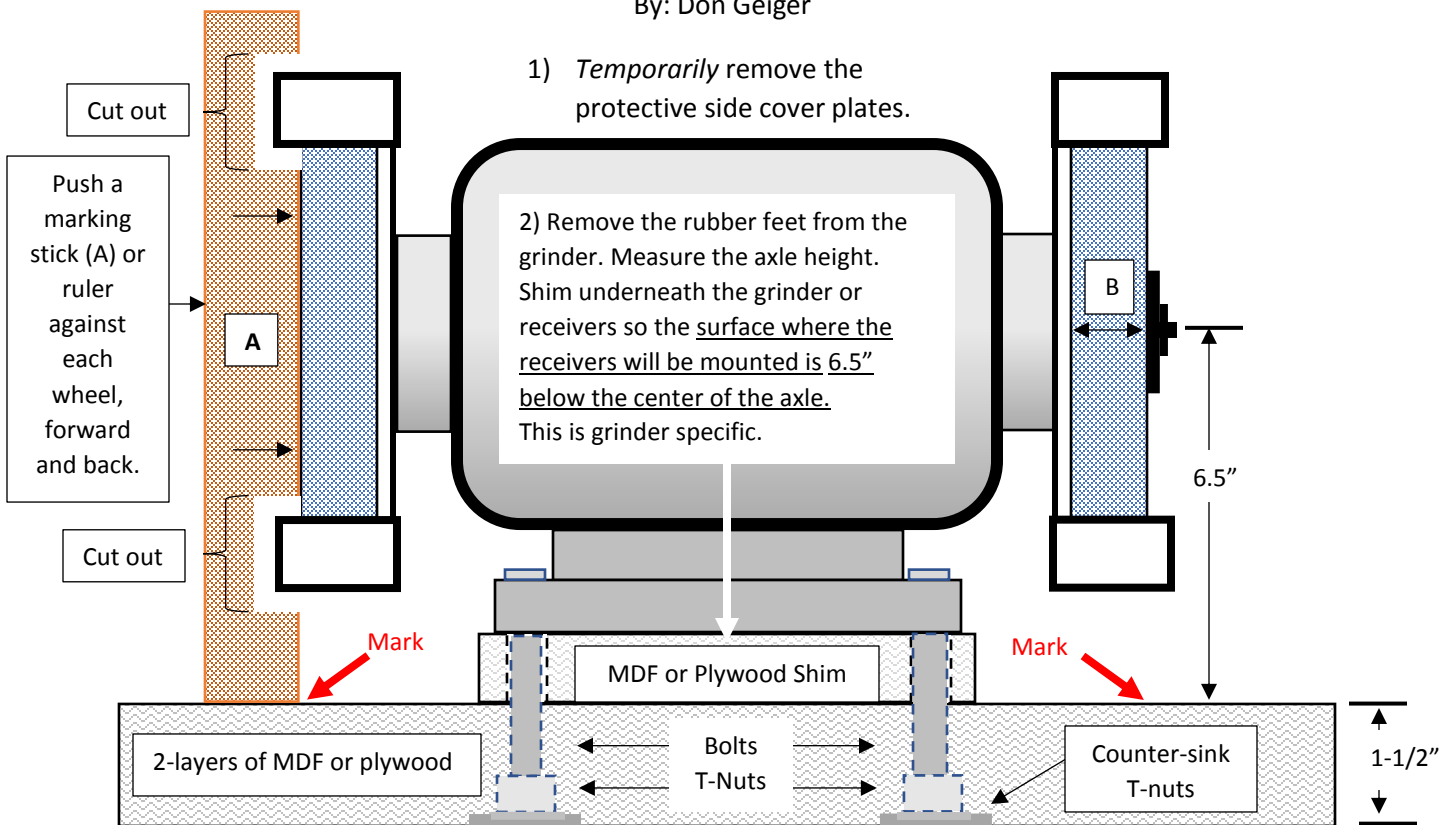 By: Don Geiger
1) Temporarily remove the
protective side cover plates.
Cut out
Push a
marking
stick (A) or
ruler
against
each
wheel,
forward
and back.
A
2) Remove the rubber feet from the
grinder. Measure the axle height.
Shim underneath the grinder or
receivers so the surface where the
receivers will be mounted is 6.5”
below the center of the axle.
This is grinder specific.
B
6.5”
Cut out
Mark
Mark
MDF or Plywood Shim
2-layers of MDF or plywood
Bolts
T-Nuts
Counter-sink
T-nuts
1-1/2”